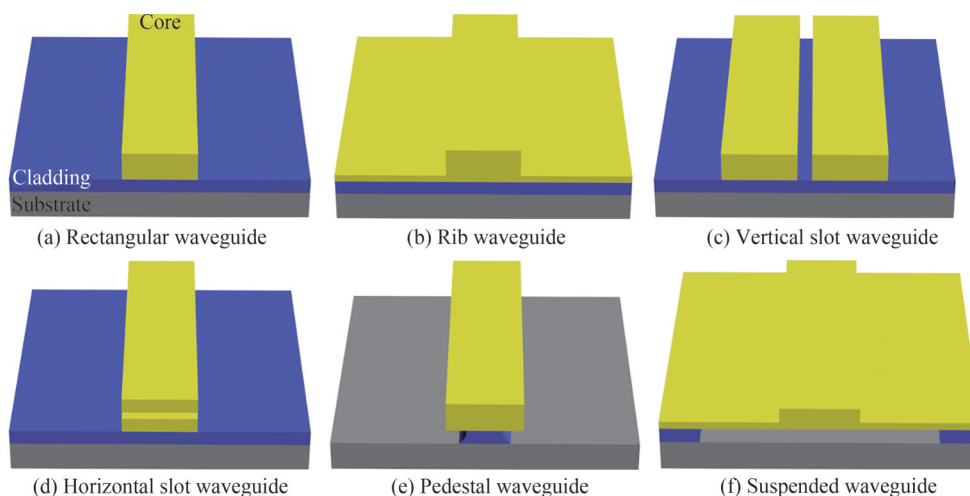 Core
Cladding
Substrate
(a) Rectangular waveguide
(b) Rib waveguide
(c) Vertical slot waveguide
(d) Horizontal slot waveguide
(e) Pedestal waveguide
(f) Suspended waveguide